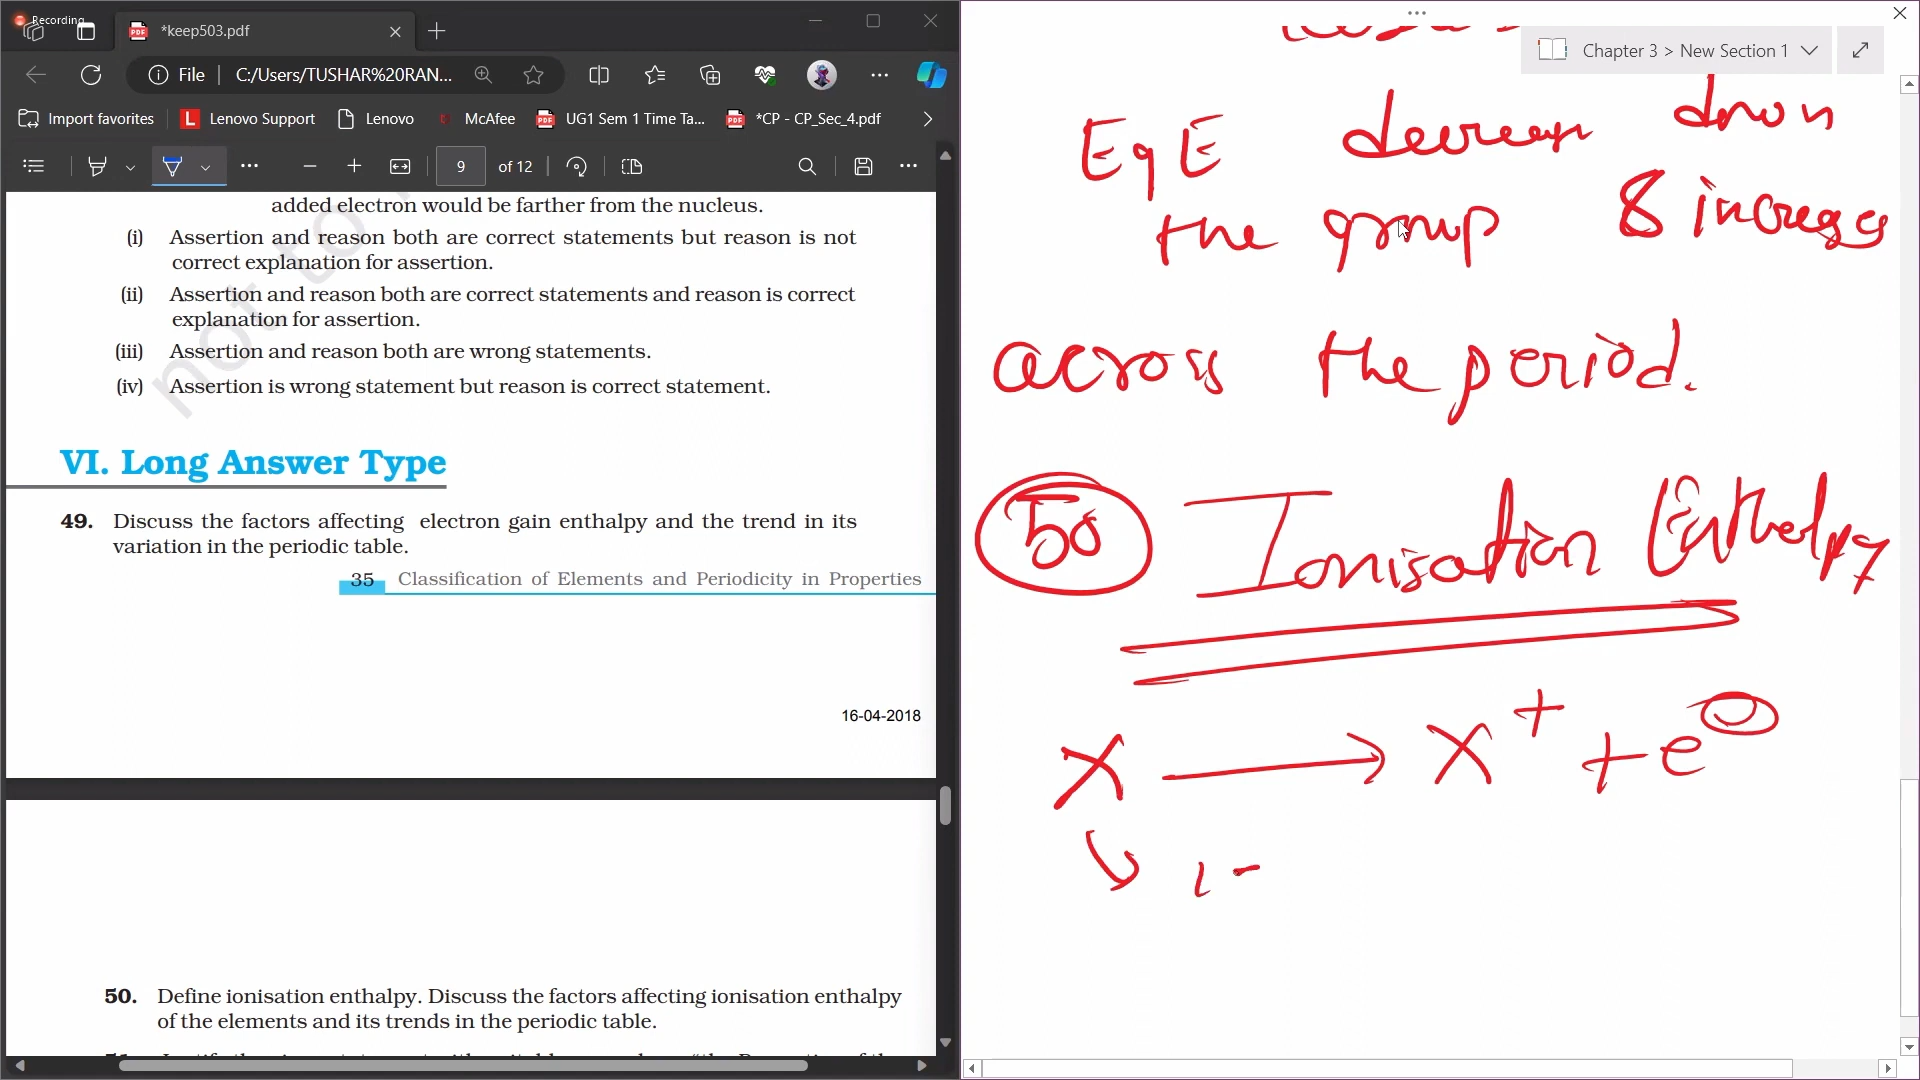 Recording
*keep503.pdf
File C:/Users/TUSHAR%20RAN...
Import favorites Lenovo Support Lenovo McAfee UG1 Sem 1 Time Ta... *CP - CP_Sec_4.pdf
9 of 12
not to
added electron would be farther from the nucleus.
(i) Assertion and reason both are correct statements but reason is not
correct explanation for assertion.
(ii) Assertion and reason both are correct statements and reason is correct
explanation for assertion.
(iii) Assertion and reason both are wrong statements.
(iv) Assertion is wrong statement but reason is correct statement.
VI. Long Answer Type
49. Discuss the factors affecting electron gain enthalpy and the trend in its
variation in the periodic table.
35 Classification of Elements and Periodicity in Properties
16-04-2018
50. Define ionisation enthalpy. Discuss the factors affecting ionisation enthalpy
of the elements and its trends in the periodic table.
Chapter 3 > New Section 1
EgE decreases down
the group & increases
across the period.
50 Ionisation Enthalpy
X → X⁺ + e⊖